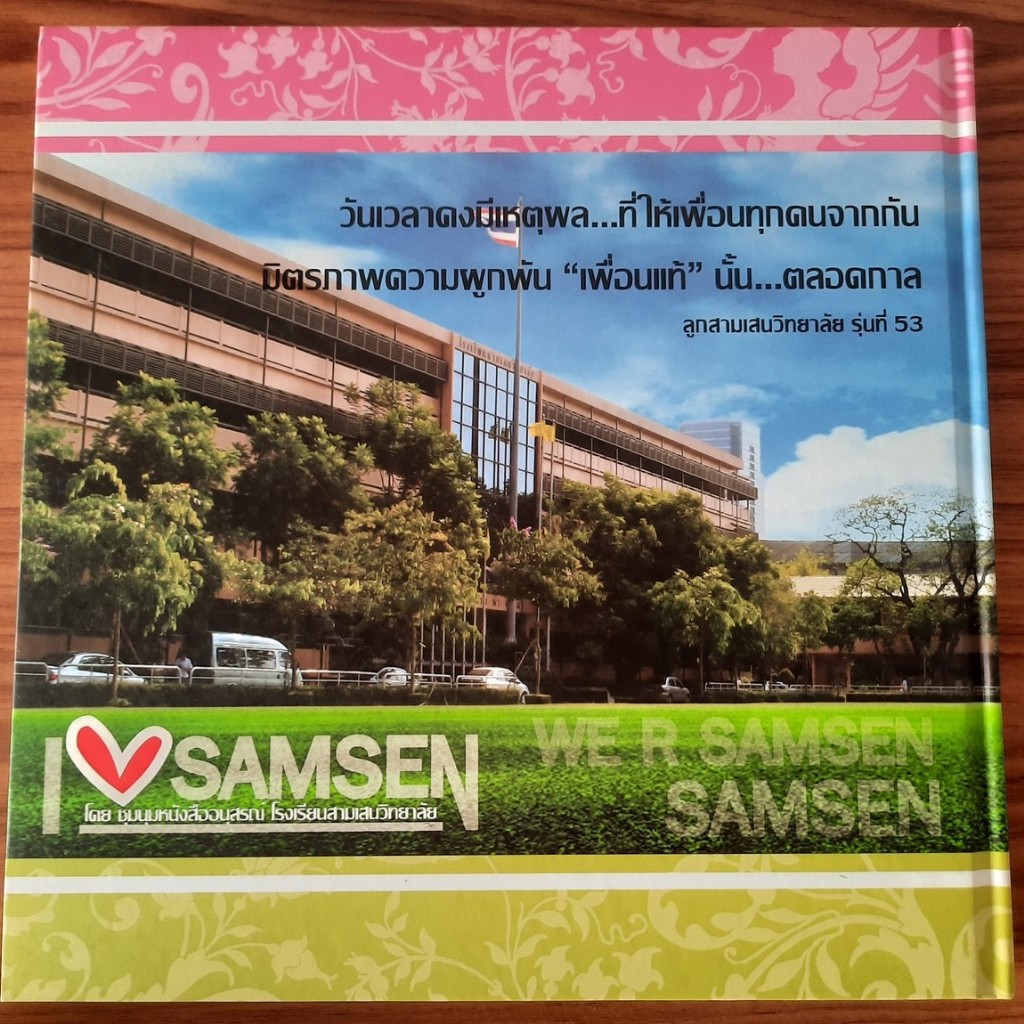 วันเวลาคงมีเหตุผล...ที่ให้เพื่อนทุกคนจากกัน
มิตรภาพความผูกพัน “เพื่อนแท้” นั้น...ตลอดกาล
ลูกสามเสนวิทยาลัย รุ่นที่ 53
I SAMSEN
โดย ชุมนุมหนังสืออนุสรณ์ โรงเรียนสามเสนวิทยาลัย
WE R SAMSEN
SAMSEN